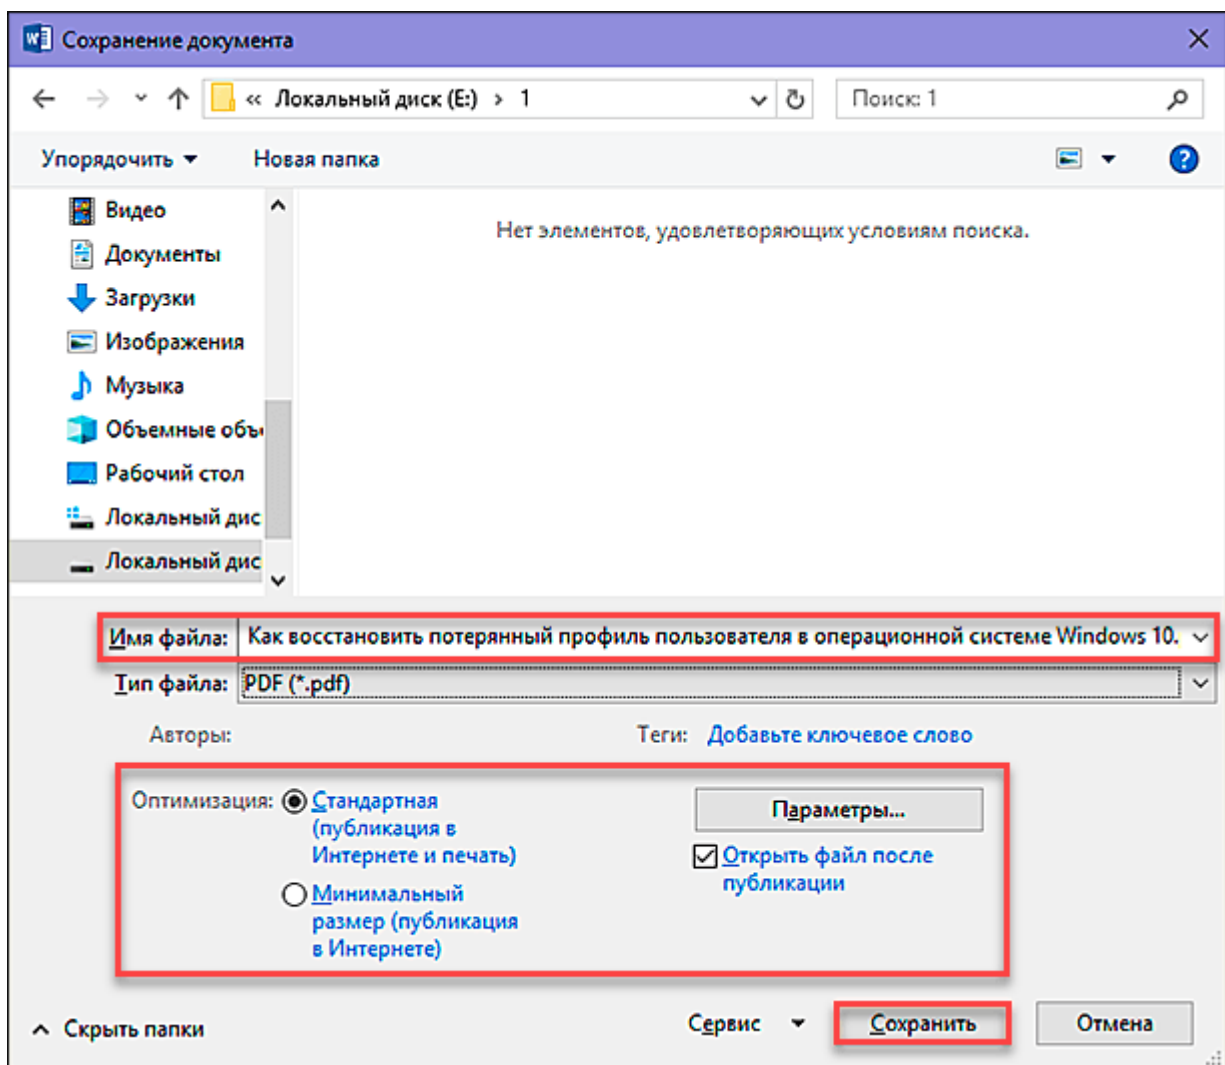 Сохранение документа
« Локальный диск (E:) › 1
Поиск: 1
Упорядочить
Новая папка
Видео
Нет элементов, удовлетворяющих условиям поиска.
Документы
Загрузки
Изображения
Музыка
Объемные объ
Рабочий стол
Локальный дис
Локальный дис
Имя файла: Как восстановить потерянный профиль пользователя в операционной системе Windows 10.
Тип файла: PDF (*.pdf)
Авторы:
Теги: Добавьте ключевое слово
Оптимизация:
Стандартная
(публикация в
Интернете и печать)
Минимальный
размер (публикация
в Интернете)
Параметры...
Открыть файл после
публикации
Скрыть папки
Сервис
Сохранить
Отмена